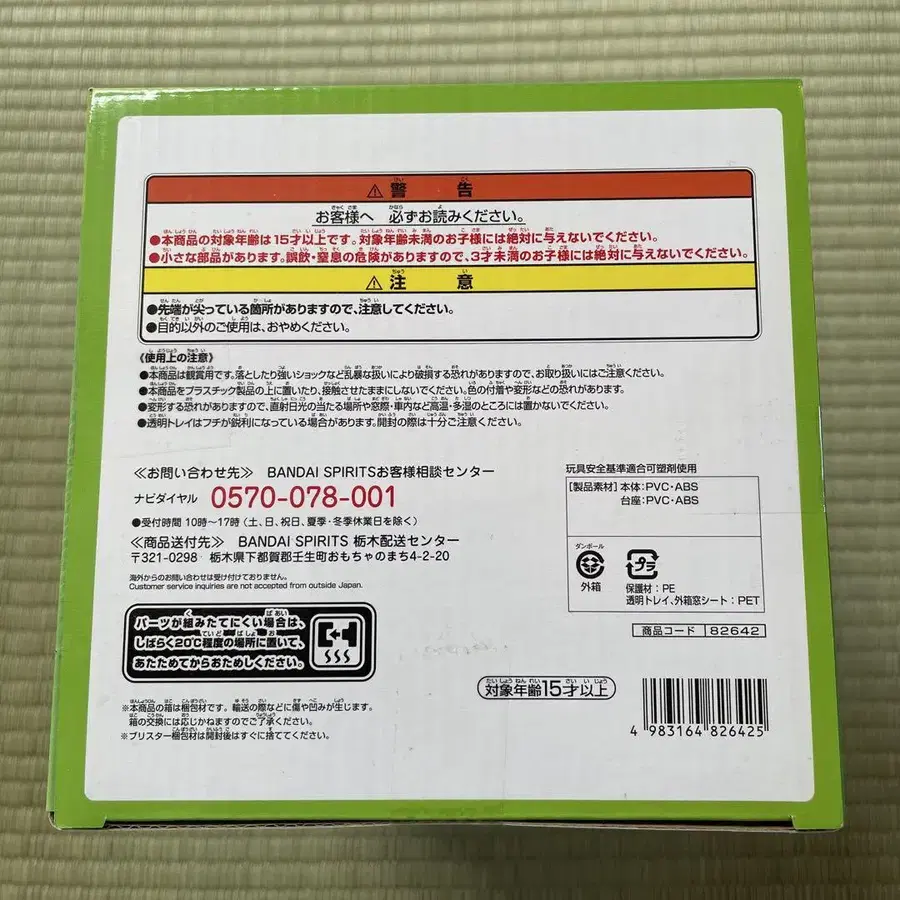 ⚠警告
お客様へ 必ずお読みください。
●本商品の対象年齢は15才以上です。対象年齢未満のお子様には絶対に与えないでください。
●小さな部品があります。誤飲・窒息の危険がありますので、3才未満のお子様には絶対に与えないでください。
⚠注意
●先端が尖っている箇所がありますので、注意してください。
●目的以外のご使用は、おやめください。
《使用上の注意》
●本商品は観賞用です。落としたり強いショックなど乱暴な扱いにより破損する恐れがありますので、お取り扱いにはご注意ください。
●本商品をプラスチック製品の上に置いたり、接触させたままにしないでください。色の付着や変形などの恐れがあります。
●変形する恐れがありますので、直射日光の当たる場所や窓際・車内など高温・多湿のところには置かないでください。
●透明トレイはフチが鋭利になっている場合があります。開封の際は十分ご注意ください。
≪お問い合わせ先≫ BANDAI SPIRITSお客様相談センター
ナビダイヤル 0570-078-001
●受付時間 10時～17時(土、日、祝日、夏季・冬季休業日を除く)
≪商品送付先≫ BANDAI SPIRITS 栃木配送センター
〒321-0298 栃木県下都賀郡壬生町おもちゃのまち4-2-20
海外からのお問い合わせは受け付けておりません。
Customer service inquiries are not accepted from outside Japan.
玩具安全基準適合可塑剤使用
[製品素材] 本体:PVC・ABS
台座:PVC・ABS
ダンボール
外箱
プラ
保護材:PE
透明トレイ、外箱窓シート:PET
商品コード 82642
パーツが組みたてにくい場合は、
しばらく20℃程度の場所に置いて、
あたためてからおためしください。
※本商品の箱は梱包材です。輸送の際などに傷や凹みが生じます。
箱の交換には応じかねますのでご了承ください。
※ブリスター梱包材は開封後はすぐに捨ててください。
対象年齢15才以上
4 983164 826425